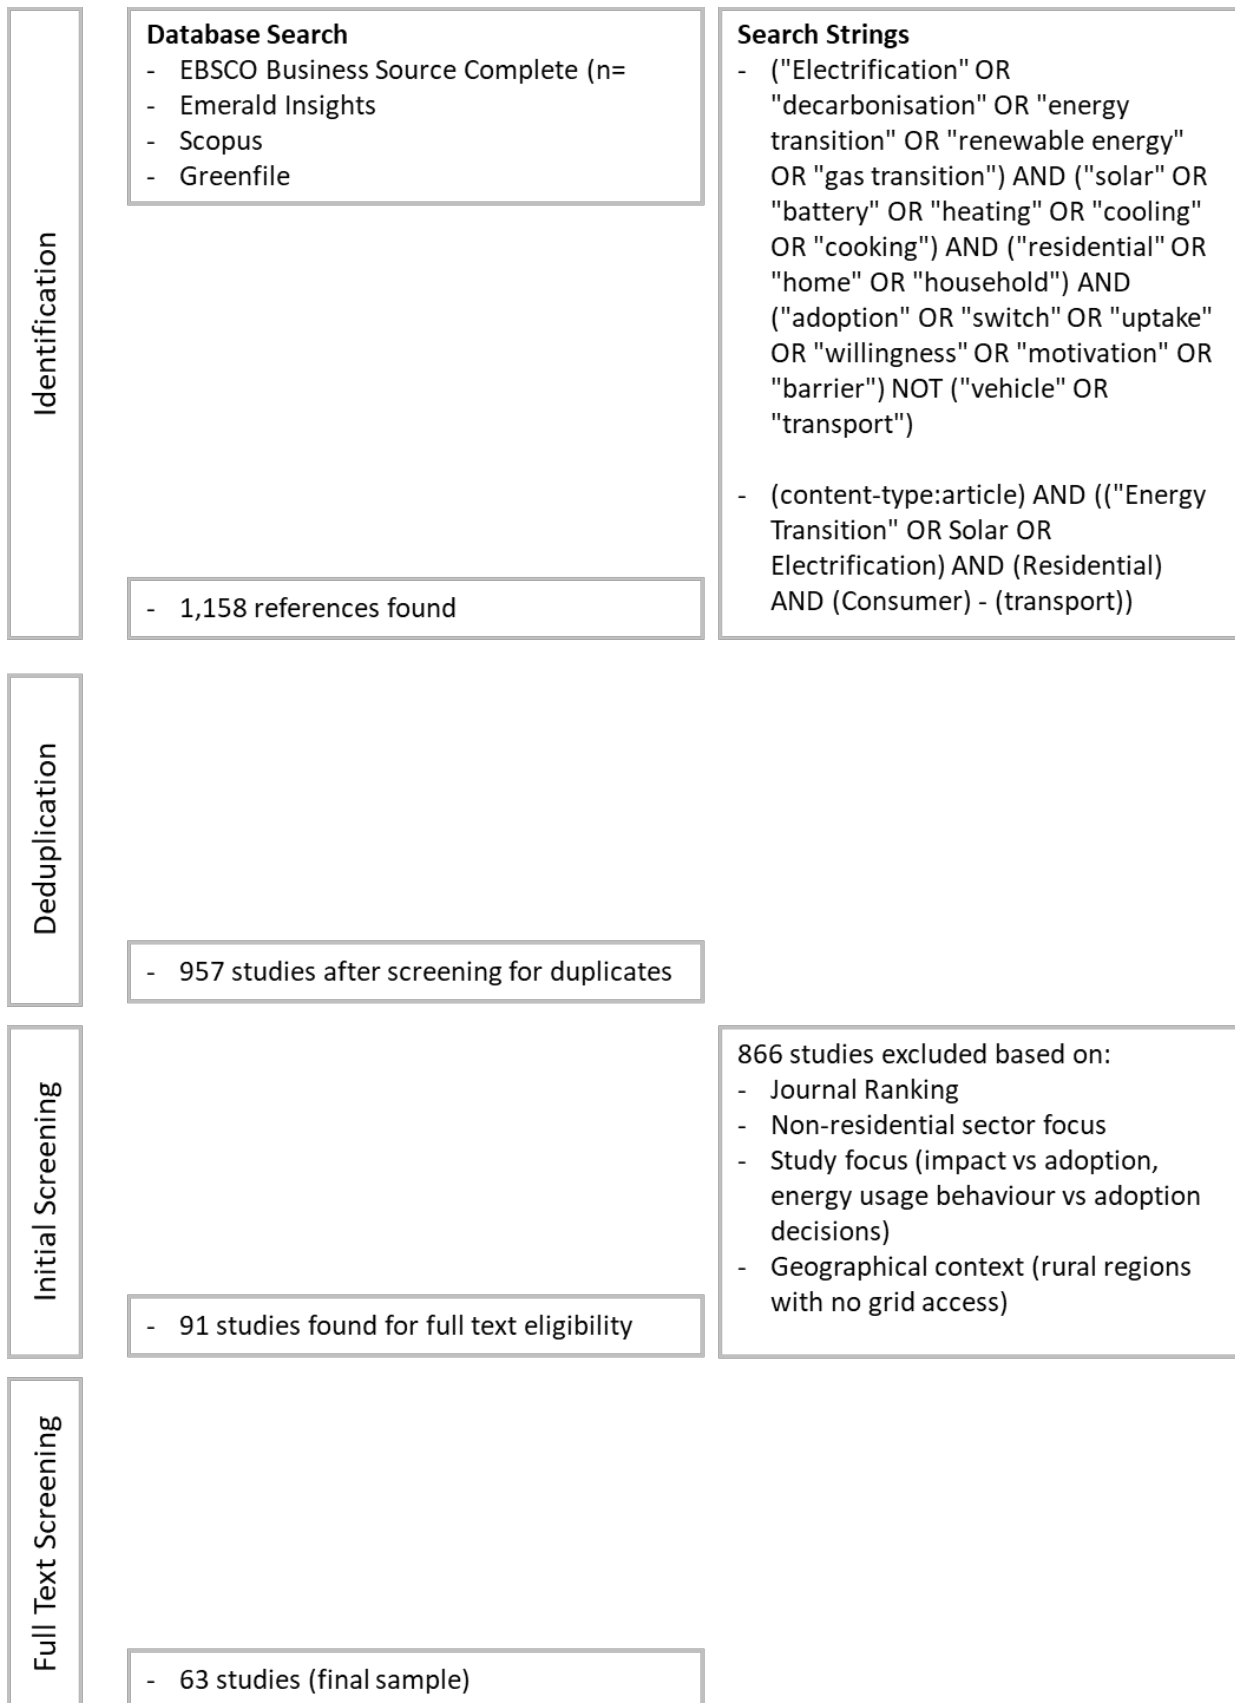 Identification
Database Search
- EBSCO Business Source Complete (n=
- Emerald Insights
- Scopus
- Greenfile
- 1,158 references found
Search Strings
- ("Electrification" OR
"decarbonisation" OR "energy
transition" OR "renewable energy"
OR "gas transition") AND ("solar" OR
"battery" OR "heating" OR "cooling"
OR "cooking") AND ("residential" OR
"home" OR "household") AND
("adoption" OR "switch" OR "uptake"
OR "willingness" OR "motivation" OR
"barrier") NOT ("vehicle" OR
"transport")
- (content-type:article) AND (("Energy
Transition" OR Solar OR
Electrification) AND (Residential)
AND (Consumer) - (transport))
Deduplication
- 957 studies after screening for duplicates
Initial Screening
- 91 studies found for full text eligibility
866 studies excluded based on:
- Journal Ranking
- Non-residential sector focus
- Study focus (impact vs adoption,
energy usage behaviour vs adoption
decisions)
- Geographical context (rural regions
with no grid access)
Full Text Screening
- 63 studies (final sample)